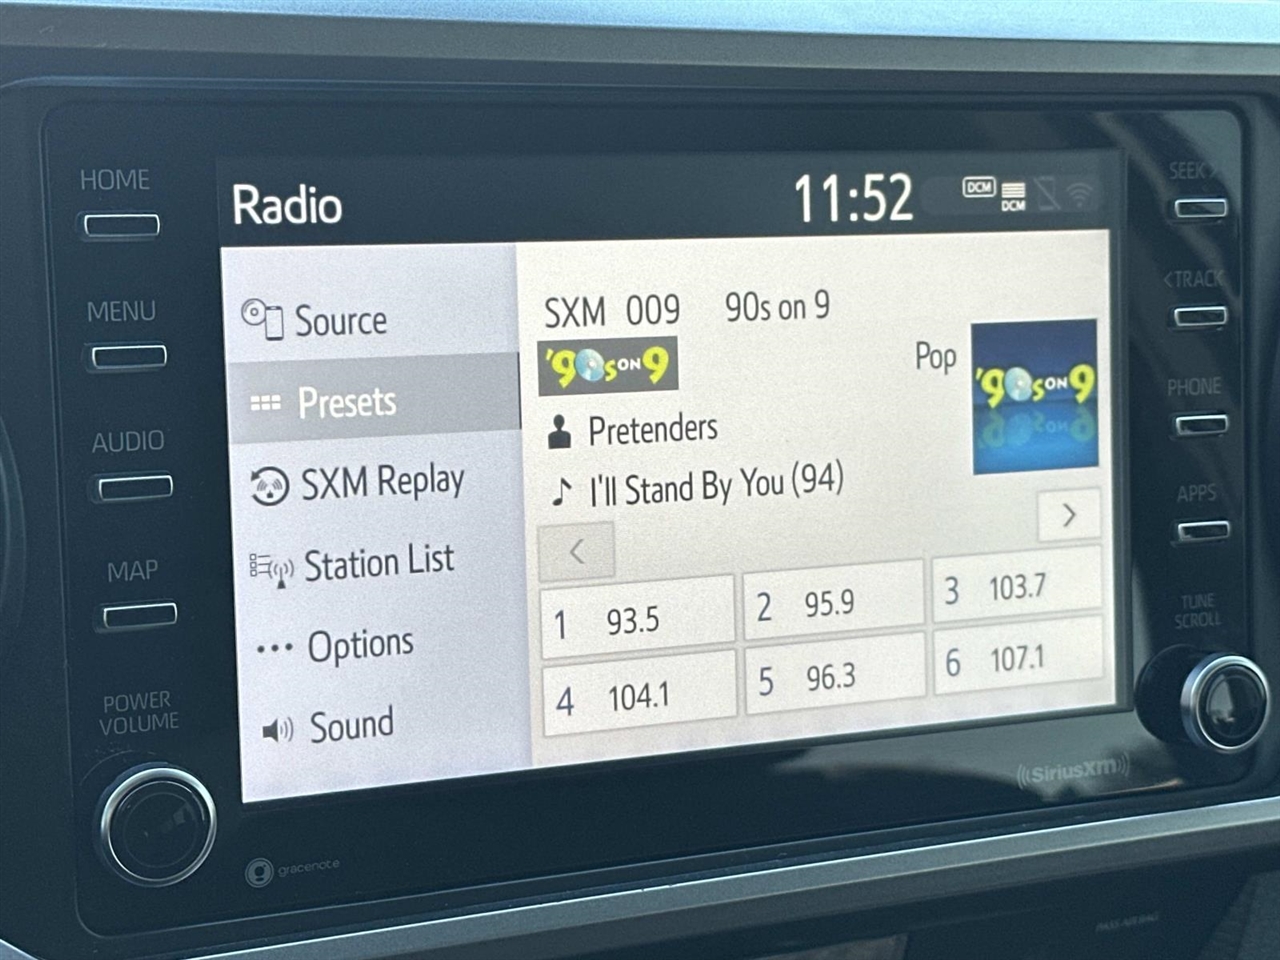 HOME
MENU
AUDIO
MAP
POWER
VOLUME
Radio
11:52
DCM
DCM
Source
Presets
SXM Replay
Station List
Options
Sound
SXM 009 90s on 9
'90s ON 9
Pop
'90s ON 9
Pretenders
I'll Stand By You (94)
<
>
1 93.5
2 95.9
3 103.7
4 104.1
5 96.3
6 107.1
SEEK>
<TRACK
PHONE
APPS
TUNE
SCROLL
gracenote
((SiriusXM))